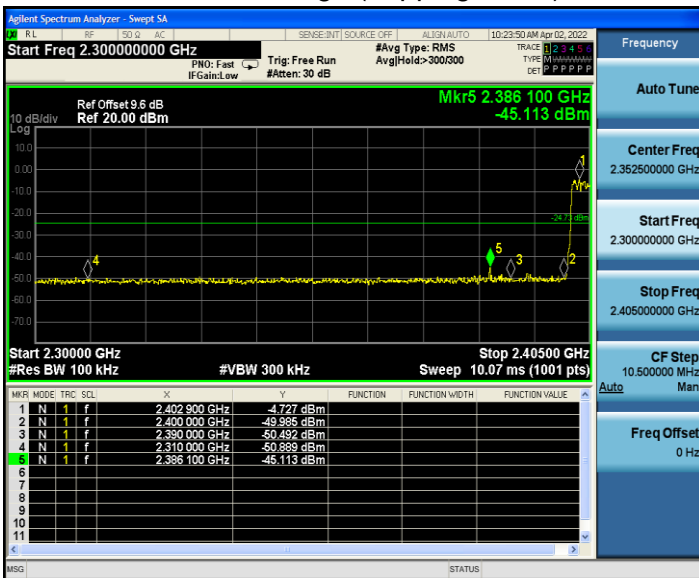 Agilent Spectrum Analyzer - Swept SA
RL RF 50 Ω AC SENSE:INT SOURCE OFF ALIGN AUTO 10:23:50 AM Apr 02, 2022
Start Freq 2.300000000 GHz
#Avg Type: RMS
TRACE 1 2 3 4 5 6
PNO: Fast Trig: Free Run Avg|Hold:>300/300
TYPE M
IFGain:Low #Atten: 30 dB
DET P P P P P P
Mkr5 2.386 100 GHz
-45.113 dBm
Ref Offset 9.6 dB
10 dB/div Ref 20.00 dBm
Log
10.0
0.00
-10.0
-20.0
-30.0
-40.0
-50.0
-60.0
-70.0
1
-24.73 dBm
5
4
3
2
Start 2.30000 GHz Stop 2.40500 GHz
#Res BW 100 kHz #VBW 300 kHz Sweep 10.07 ms (1001 pts)
MKR MODE TRC SCL X Y FUNCTION FUNCTION WIDTH FUNCTION VALUE
1 N 1 f 2.402 900 GHz -4.727 dBm
2 N 1 f 2.400 000 GHz -49.985 dBm
3 N 1 f 2.390 000 GHz -50.492 dBm
4 N 1 f 2.310 000 GHz -50.889 dBm
5 N 1 f 2.386 100 GHz -45.113 dBm
6
7
8
9
10
11
MSG STATUS
Frequency
Auto Tune
Center Freq
2.352500000 GHz
Start Freq
2.300000000 GHz
Stop Freq
2.405000000 GHz
CF Step
10.500000 MHz
Auto Man
Freq Offset
0 Hz